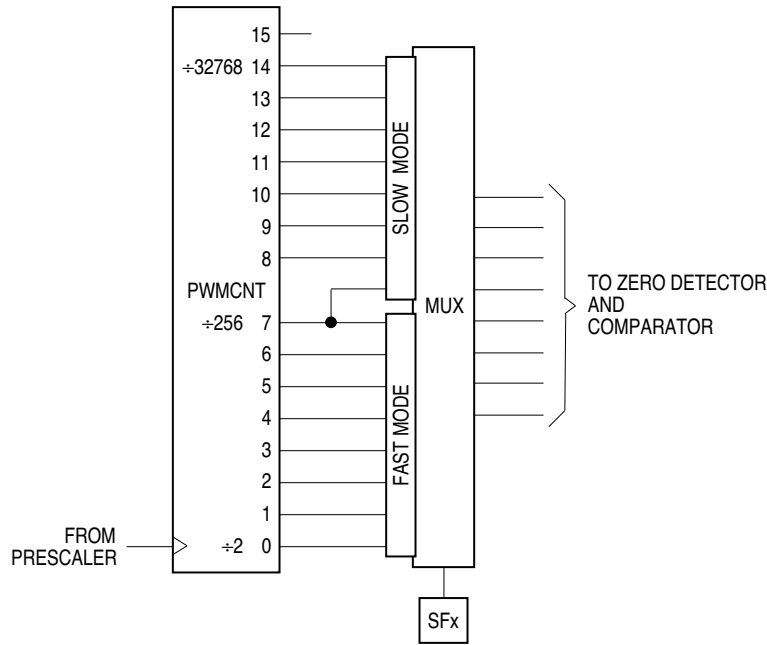 15
÷32768 14
13
12
11
10
9
8
PWMCNT
÷256 7
6
5
4
3
2
1
÷2 0
FROM
PRESCALER
SLOW MODE
FAST MODE
MUX
SFx
TO ZERO DETECTOR
AND
COMPARATOR